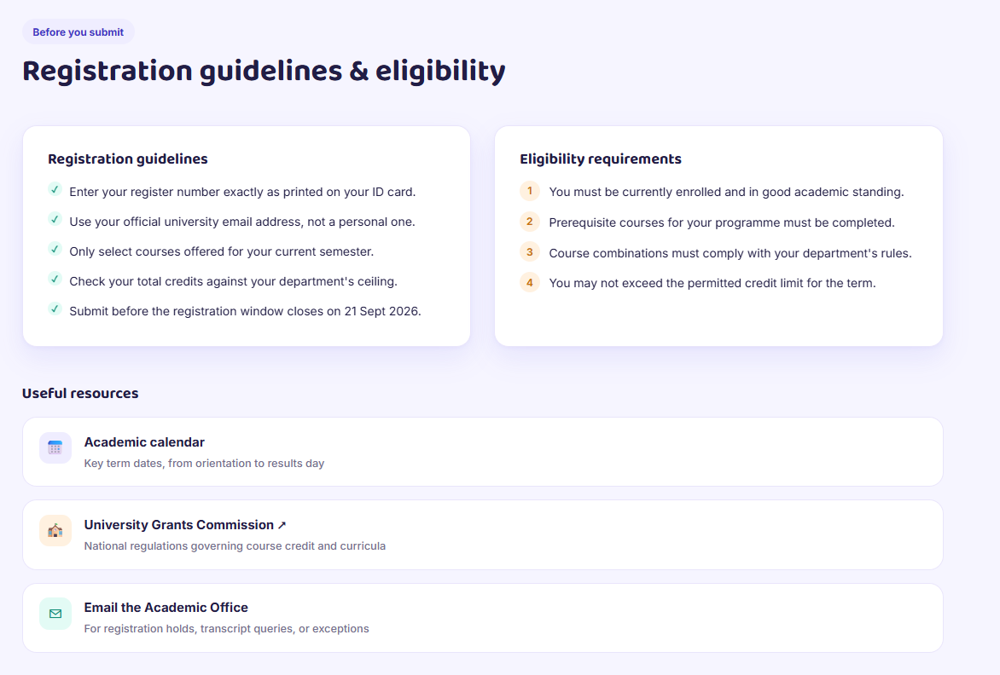 Before you submit
Registration guidelines & eligibility
Registration guidelines
✓ Enter your register number exactly as printed on your ID card.
✓ Use your official university email address, not a personal one.
✓ Only select courses offered for your current semester.
✓ Check your total credits against your department's ceiling.
✓ Submit before the registration window closes on 21 Sept 2026.
Eligibility requirements
1 You must be currently enrolled and in good academic standing.
2 Prerequisite courses for your programme must be completed.
3 Course combinations must comply with your department's rules.
4 You may not exceed the permitted credit limit for the term.
Useful resources
Academic calendar
Key term dates, from orientation to results day
University Grants Commission ↗
National regulations governing course credit and curricula
Email the Academic Office
For registration holds, transcript queries, or exceptions